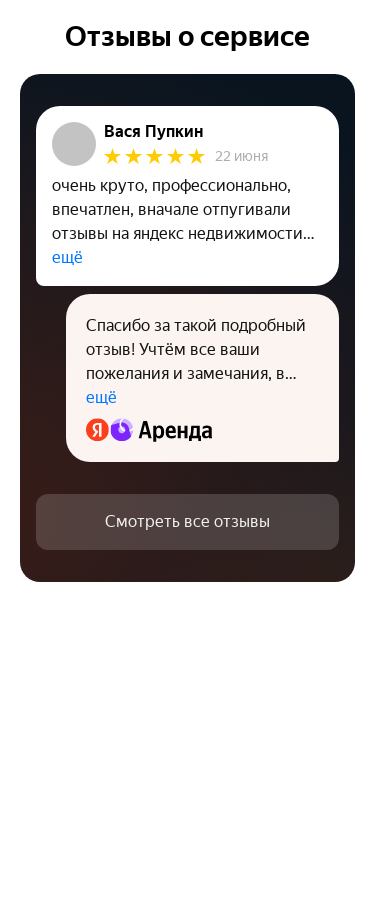 Отзывы о сервисе
Вася Пупкин
22 июня
очень круто, профессионально,
впечатлен, вначале отпугивали
отзывы на яндекс недвижимости...
ещё
Спасибо за такой подробный
отзыв! Учтём все ваши
пожелания и замечания, в...
ещё
Я Аренда
Смотреть все отзывы